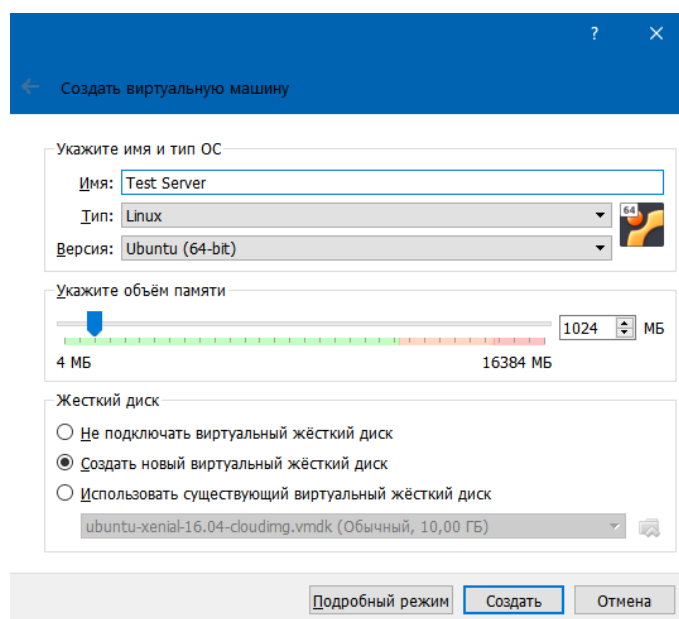 ?
Создать виртуальную машину
Укажите имя и тип ОС
Имя: Test Server
Тип: Linux
64
Версия: Ubuntu (64-bit)
Укажите объём памяти
1024 МБ
4 МБ 16384 МБ
Жесткий диск
Не подключать виртуальный жёсткий диск
Создать новый виртуальный жёсткий диск
Использовать существующий виртуальный жёсткий диск
ubuntu-xenial-16.04-cloudimg.vmdk (Обычный, 10,00 ГБ)
Подробный режим Создать Отмена